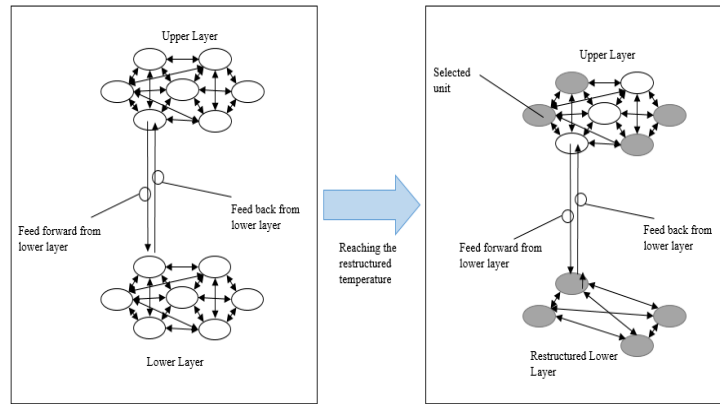 Upper Layer
Feed back from
lower layer
Feed forward from
lower layer
Lower Layer
Reaching the
restructured
temperature
Upper Layer
Selected
unit
Feed forward from
lower layer
Feed back from
lower layer
Restructured Lower
Layer